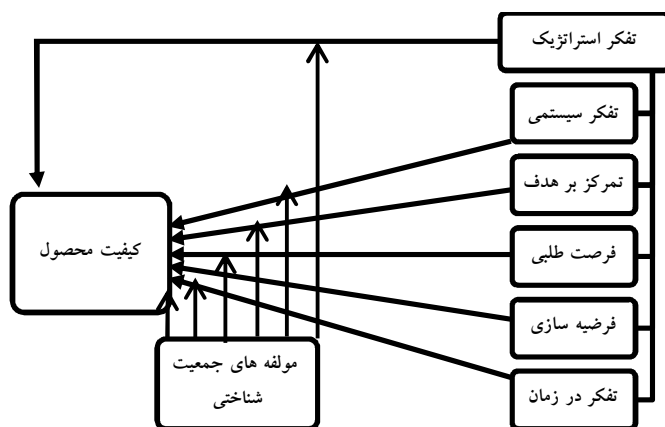 تفکر استراتژیک
تفکر سیستمی
تمرکز بر هدف
فرصت طلبی
فرضیه سازی
تفکر در زمان
کیفیت محصول
مولفه های جمعیت
شناختی